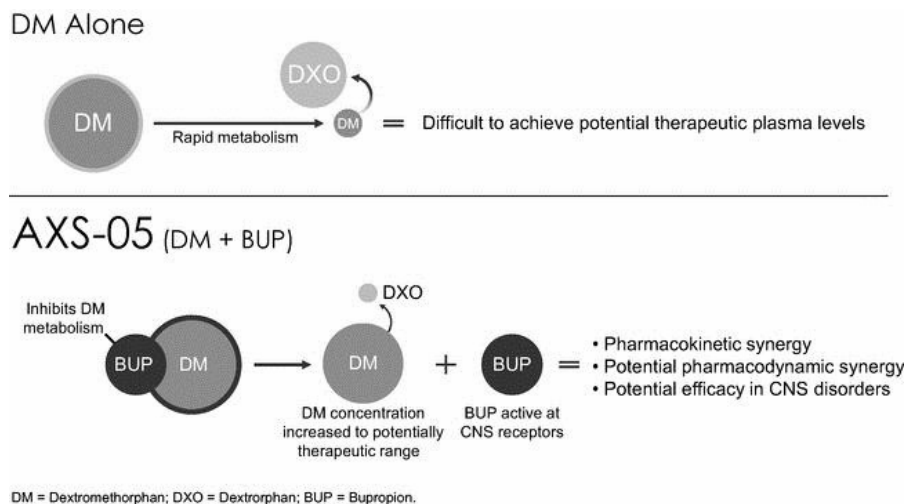 DM Alone
DM
Rapid metabolism
DXO
DM
= Difficult to achieve potential therapeutic plasma levels
AXS-05 (DM + BUP)
Inhibits DM
metabolism
BUP
DM
DXO
DM
DM concentration
increased to potentially
therapeutic range
+
BUP
BUP active at
CNS receptors
=
• Pharmacokinetic synergy
• Potential pharmacodynamic synergy
• Potential efficacy in CNS disorders
DM = Dextromethorphan; DXO = Dextrorphan; BUP = Bupropion.